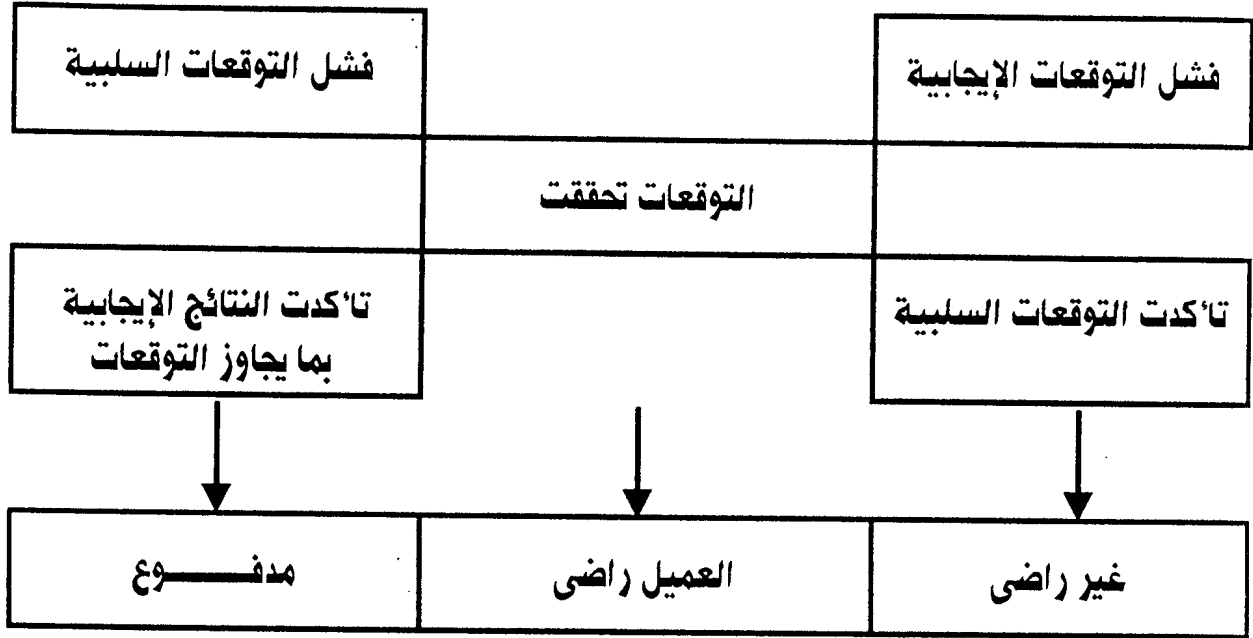 فشل التوقعات الإيجابية
فشل التوقعات السلبية
التوقعات تحققت
تأكدت التوقعات السلبية
تأكدت النتائج الإيجابية
بما يجاوز التوقعات
غير راضى
العميل راضى
مدفـــــوع